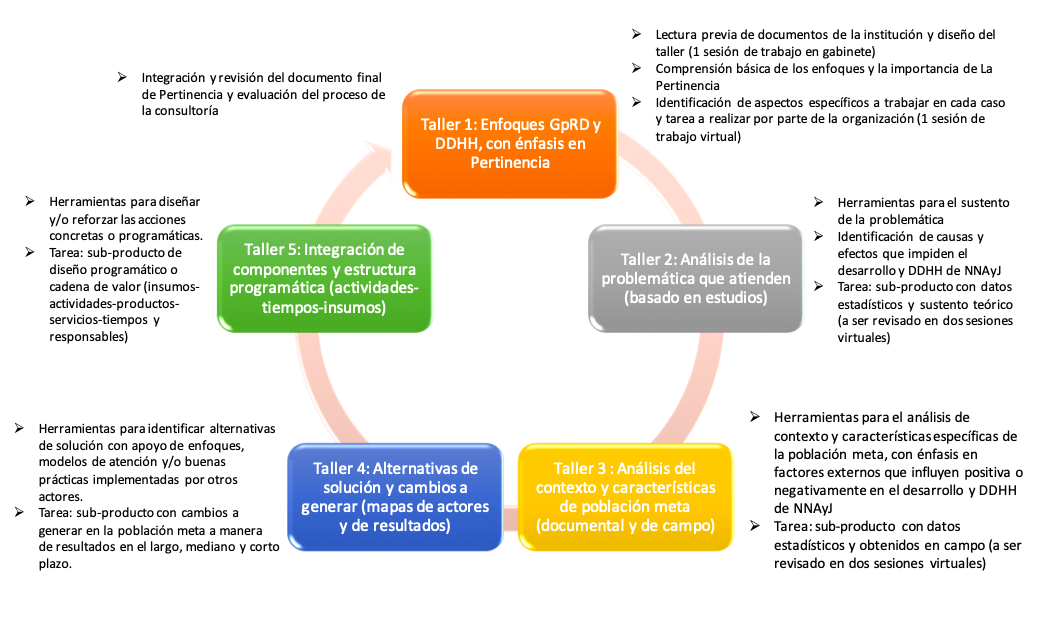 ➢ Lectura previa de documentos de la institución y diseño del
taller (1 sesión de trabajo en gabinete)
➢ Comprensión básica de los enfoques y la importancia de La
Pertinencia
➢ Identificación de aspectos específicos a trabajar en cada caso
y tarea a realizar por parte de la organización (1 sesión de
trabajo virtual)
➢ Integración y revisión del documento final
de Pertinencia y evaluación del proceso de
la consultoría
Taller 1: Enfoques GpRD y
DDHH, con énfasis en
Pertinencia
➢ Herramientas para el sustento
de la problemática
➢ Identificación de causas y
efectos que impiden el
desarrollo y DDHH de NNAyJ
➢ Tarea: sub-producto con datos
estadísticos y sustento teórico
(a ser revisado en dos sesiones
virtuales)
Taller 2: Análisis de la
problemática que atienden
(basado en estudios)
➢ Herramientas para diseñar
y/o reforzar las acciones
concretas o programáticas.
➢ Tarea: sub-producto de
diseño programático o
cadena de valor (insumos-
actividades-productos-
servicios-tiempos y
responsables)
Taller 5: Integración de
componentes y estructura
programática (actividades-
tiempos-insumos)
➢ Herramientas para el análisis de
contexto y características específicas de
la población meta, con énfasis en
factores externos que influyen positiva o
negativamente en el desarrollo y DDHH
de NNAyJ
➢ Tarea: sub-producto con datos
estadísticos y obtenidos en campo (a ser
revisado en dos sesiones virtuales)
Taller 3 : Análisis del
contexto y características
de población meta
(documental y de campo)
Taller 4: Alternativas de
solución y cambios a
generar (mapas de actores
y de resultados)
➢ Herramientas para identificar alternativas
de solución con apoyo de enfoques,
modelos de atención y/o buenas
prácticas implementadas por otros
actores.
➢ Tarea: sub-producto con cambios a
generar en la población meta a manera
de resultados en el largo, mediano y corto
plazo.